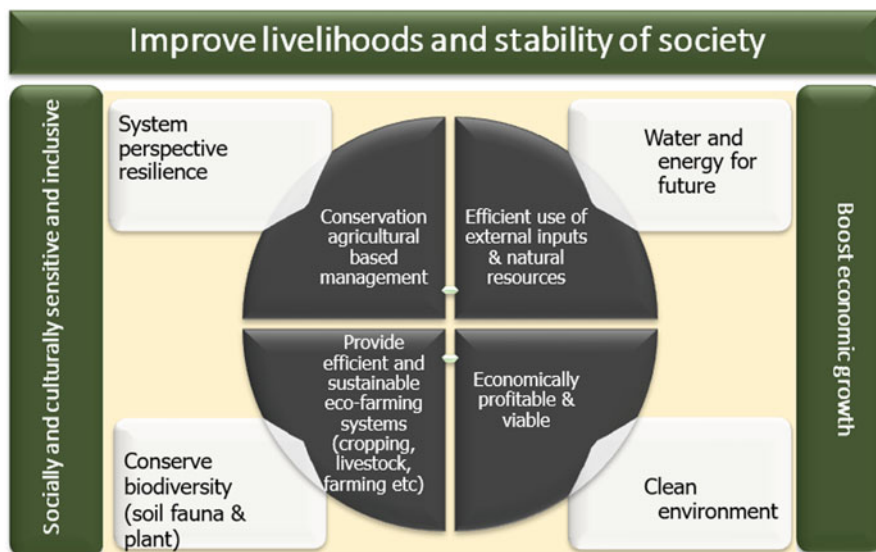 Improve livelihoods and stability of society
Socially and culturally sensitive and inclusive
System
perspective
resilience
Water and
energy for
future
Conservation
agricultural
based
management
Efficient use of
external inputs
& natural
resources
Provide
efficient and
sustainable
eco-farming
systems
(cropping,
livestock,
farming etc)
Economically
profitable &
viable
Conserve
biodiversity
(soil fauna &
plant)
Clean
environment
Boost economic growth